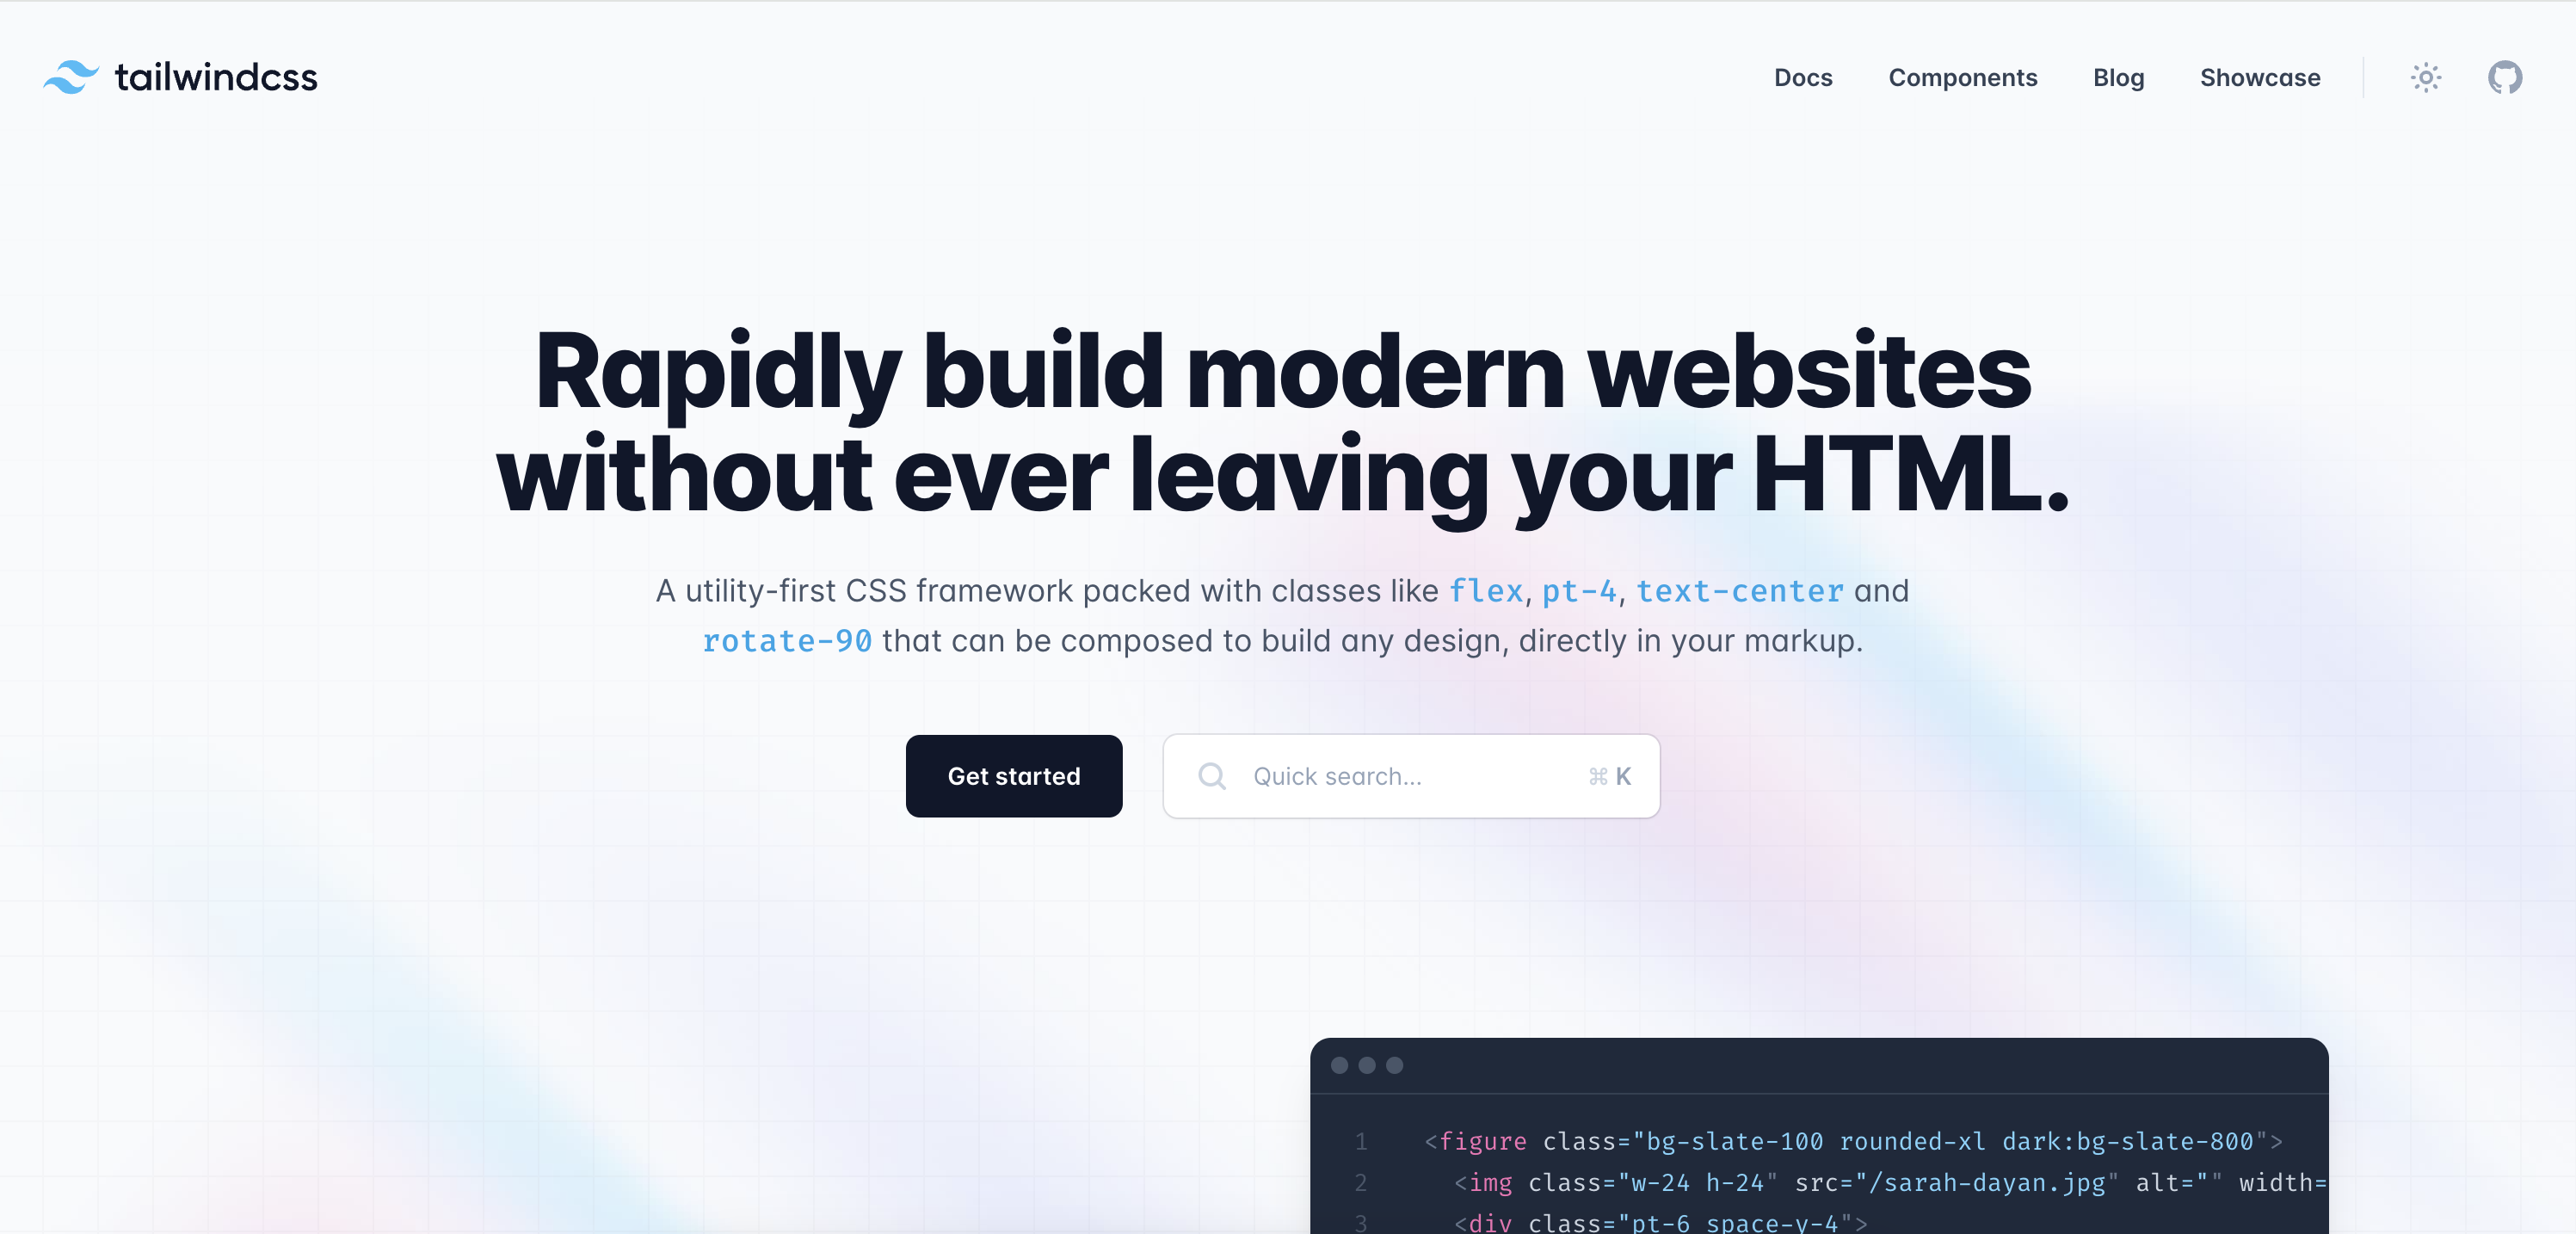 tailwindcss
Docs Components Blog Showcase
Rapidly build modern websites
without ever leaving your HTML.
A utility-first CSS framework packed with classes like flex, pt-4, text-center and
rotate-90 that can be composed to build any design, directly in your markup.
Get started
Quick search... ⌘ K
1 <figure class="bg-slate-100 rounded-xl dark:bg-slate-800">
2 <img class="w-24 h-24" src="/sarah-dayan.jpg" alt="" width=
3 <div class="pt-6 space-y-4">